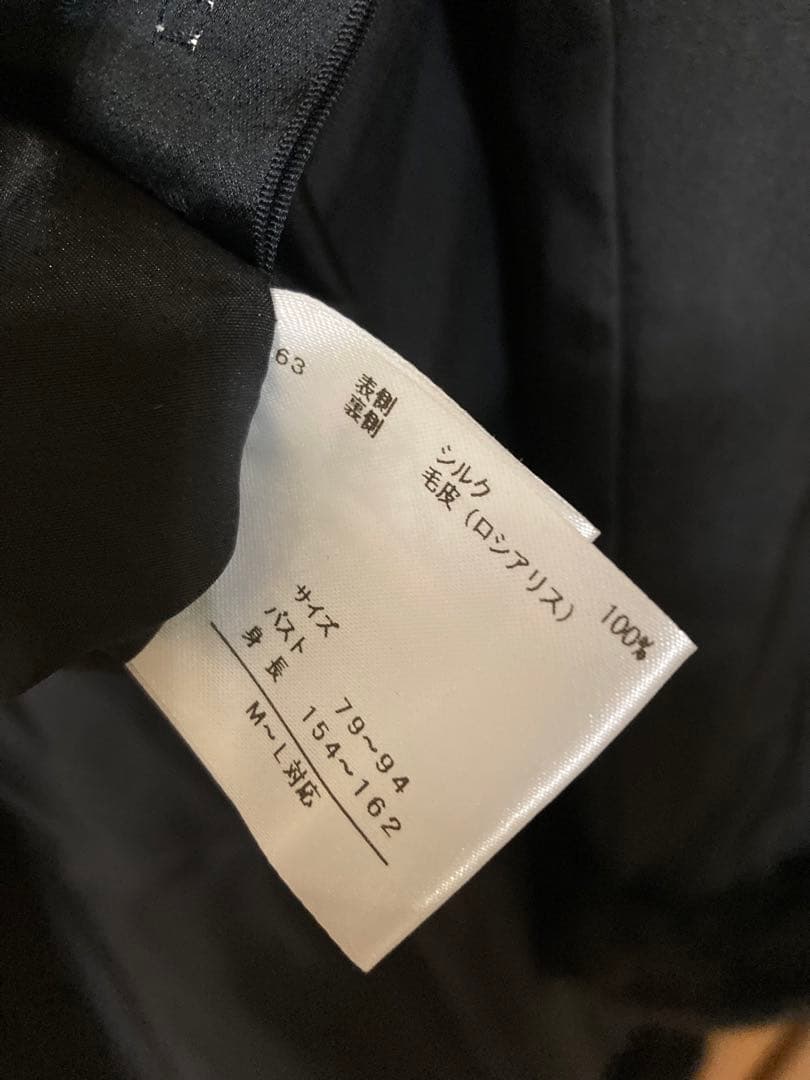 63
表側 シルク 100%
裏側 毛皮(ロシアリス)
サイズ
バスト 79~94
身長 154~162
M~L対応